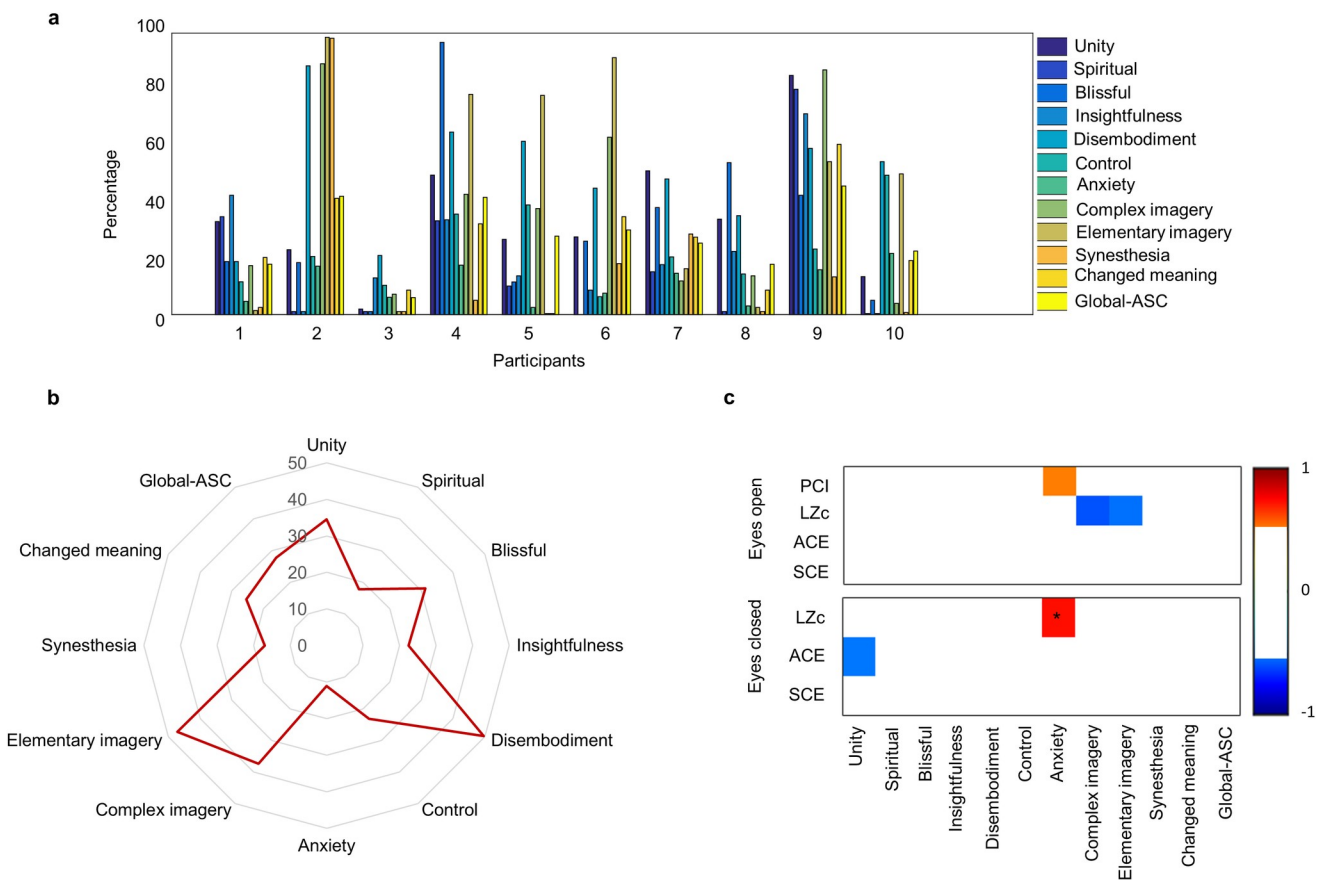 a
100
80
60
40
20
0
Percentage
1 2 3 4 5 6 7 8 9 10
Participants
Unity
Spiritual
Blissful
Insightfulness
Disembodiment
Control
Anxiety
Complex imagery
Elementary imagery
Synesthesia
Changed meaning
Global-ASC
b
Unity
Spiritual
Blissful
Insightfulness
Disembodiment
Control
Anxiety
Complex imagery
Elementary imagery
Synesthesia
Changed meaning
Global-ASC
50
40
30
20
10
0
c
Eyes open
PCI
LZc
ACE
SCE
Eyes closed
LZc
ACE
SCE
*
Unity
Spiritual
Blissful
Insightfulness
Disembodiment
Control
Anxiety
Complex imagery
Elementary imagery
Synesthesia
Changed meaning
Global-ASC
1
0
-1